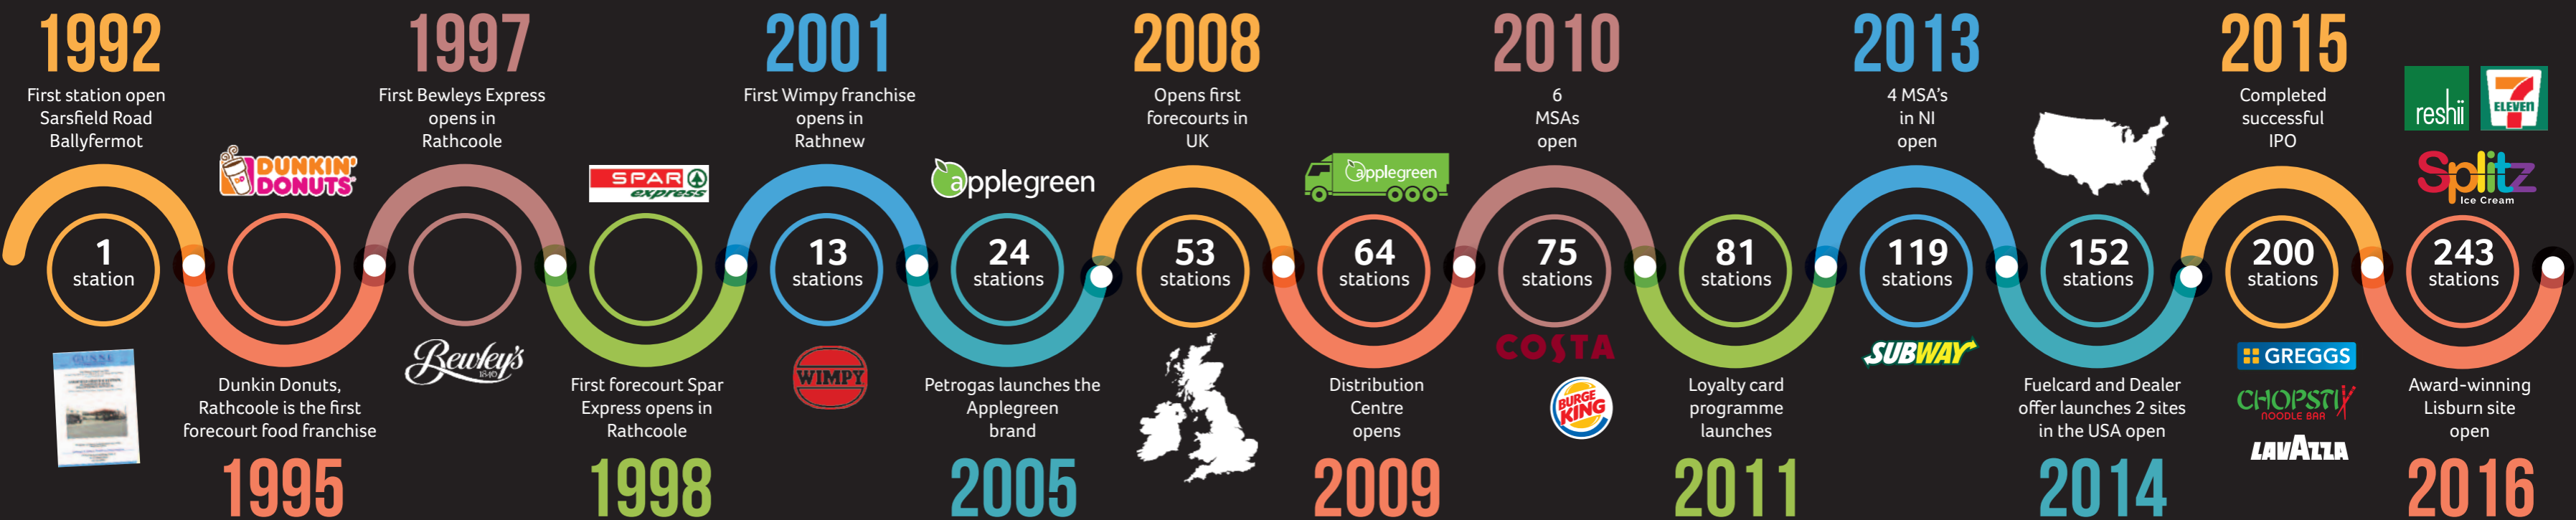 1992
First station open
Sarsfield Road
Ballyfermot
1
station
GUNNE
DUNKIN'
DONUTS
Dunkin Donuts,
Rathcoole is the first
forecourt food franchise
1995
1997
First Bewleys Express
opens in
Rathcoole
Bewley's
1840
SPAR
express
First forecourt Spar
Express opens in
Rathcoole
1998
2001
First Wimpy franchise
opens in
Rathnew
13
stations
WIMPY
applegreen
24
stations
Petrogas launches the
Applegreen
brand
2005
2008
Opens first
forecourts in
UK
53
stations
applegreen
64
stations
Distribution
Centre
opens
2009
2010
6
MSAs
open
75
stations
COSTA
BURGER
KING
81
stations
Loyalty card
programme
launches
2011
2013
4 MSA's
in NI
open
119
stations
SUBWAY
152
stations
Fuelcard and Dealer
offer launches 2 sites
in the USA open
2014
2015
Completed
successful
IPO
200
stations
GREGGS
CHOPSTIX
NOODLE BAR
LAVAZZA
reshii
7
ELEVEN
Splitz
Ice Cream
243
stations
Award-winning
Lisburn site
open
2016